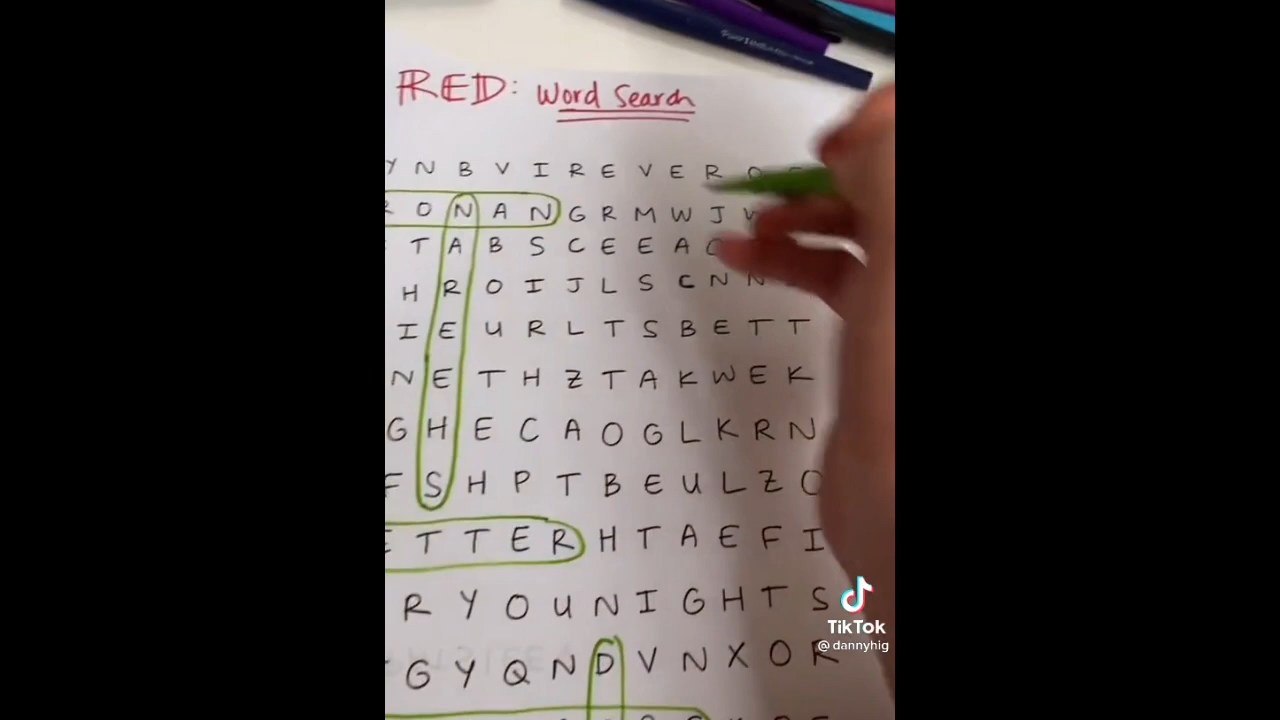 RED: Word Search
Y N B V I R E V E R
R O N A N G R M W J
T A B S C E E A
H R O I J L S C N N
I E U R L T S B E T T
N E T H Z T A K W E K
G H E C A O G L K R N
F S H P T B E U L Z O
E T T E R H T A E F I
R Y O U N I G H T S
G Y Q N D V N X O R
TikTok
@dannyhig